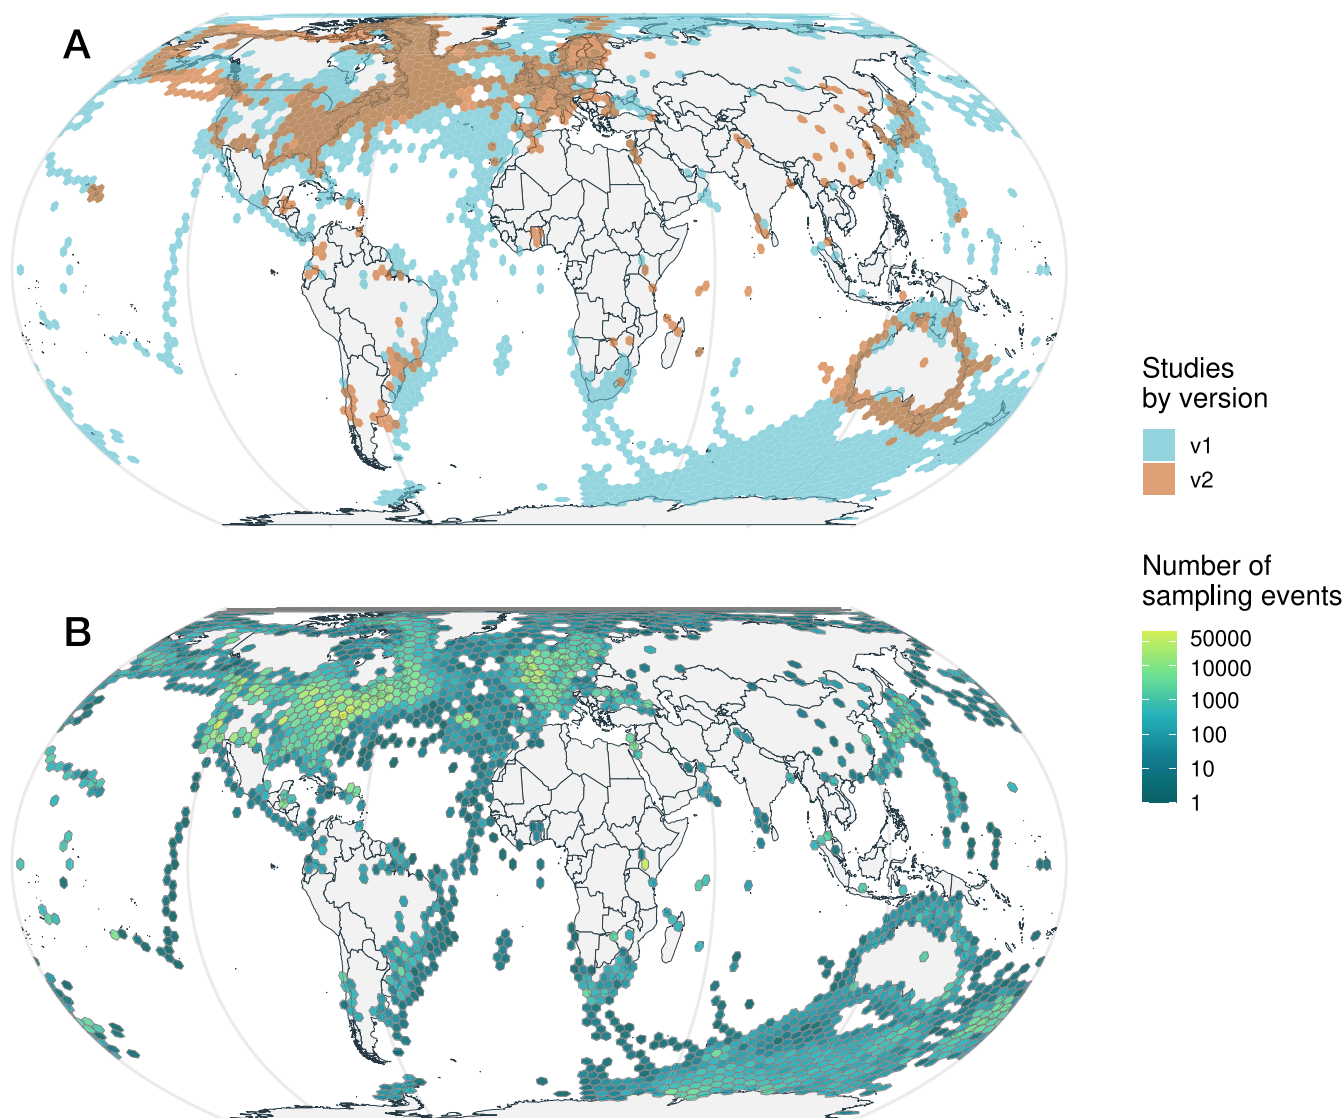 A
Studies
by version
v1
v2
B
Number of
sampling events
50000
10000
1000
100
10
1